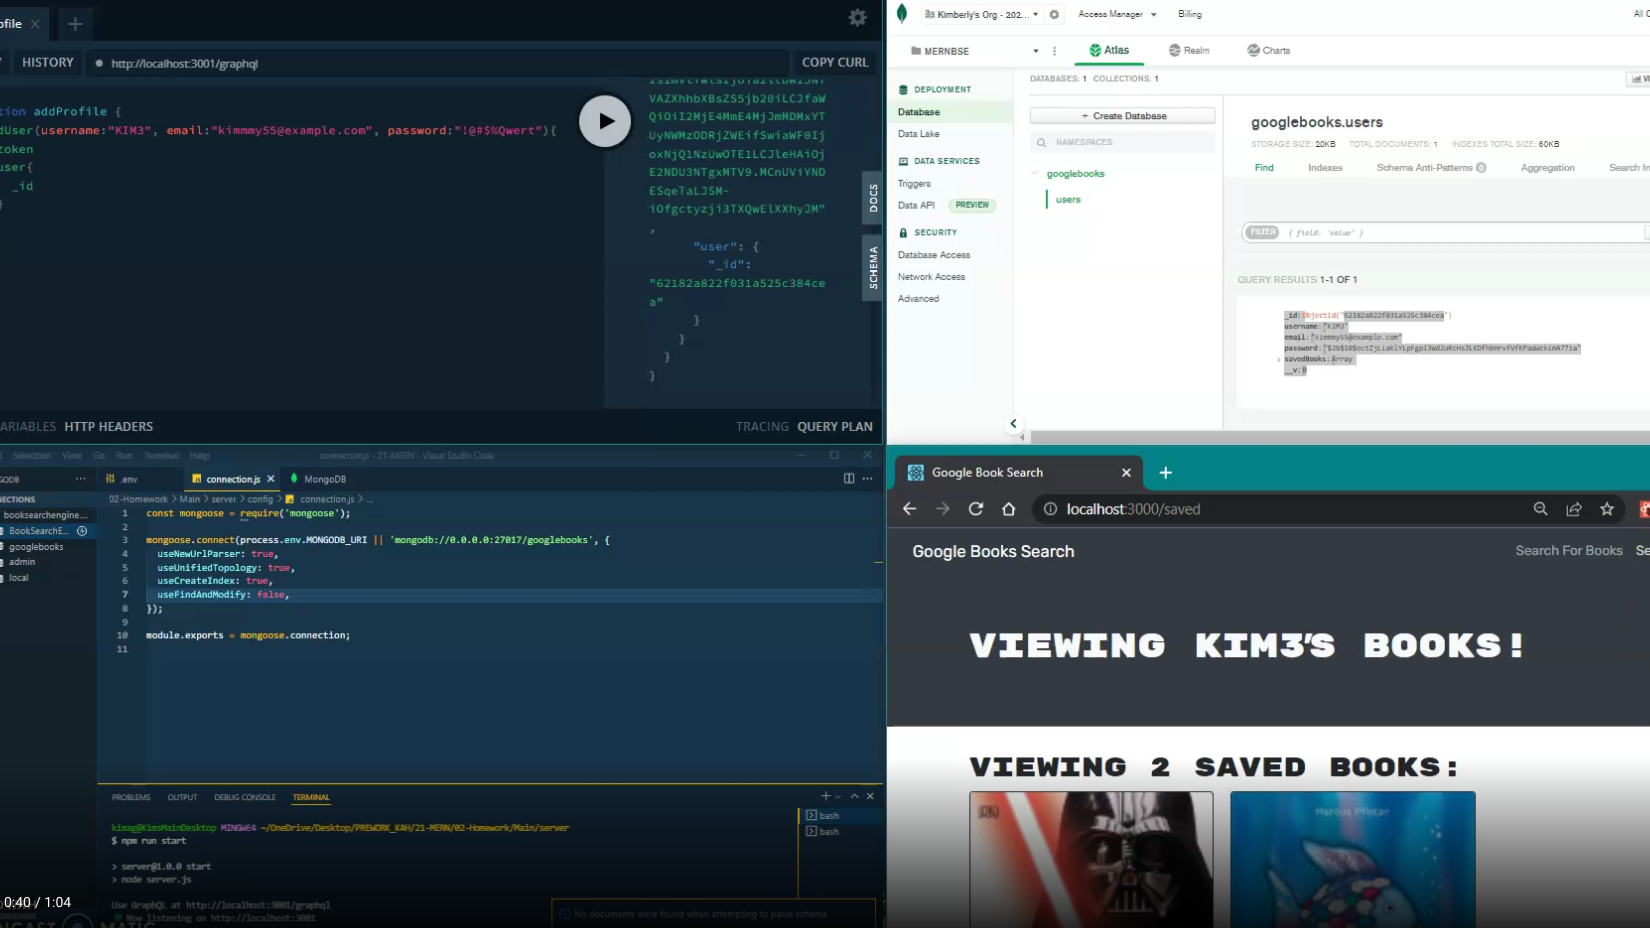 ofile ×
+
HISTORY
http://localhost:3001/graphql
COPY CURL
tion addProfile {
dUser(username:"KIM3", email:"kimmmy55@example.com", password:"!@#$%Qwert"){
token
user{
_id
}
VAZXhhbXBsZS5jb20iLCJfaW
QiOiI2MjE4MmE4MjJmMDMxYT
UyNWMzODRjZWEifSwiaWF0Ij
oxNjQ1NzUwOTE1LCJleHAiOj
E2NDU3NTgxMTV9.MCnUViYND
ESqeTaLJSM-
iOfgctyzji3TXQwElXXhyJM"
,
"user": {
"_id":
"62182a822f031a525c384ce
a"
}
}
}
}
DOCS
SCHEMA
ARIABLES HTTP HEADERS
TRACING QUERY PLAN
Kimberly's Org - 202...
Access Manager
Billing
All
MERNBSE
Atlas
Realm
Charts
DEPLOYMENT
Database
Data Lake
DATA SERVICES
Triggers
Data API PREVIEW
SECURITY
Database Access
Network Access
Advanced
DATABASES: 1 COLLECTIONS: 1
+ Create Database
NAMESPACES
googlebooks
users
googlebooks.users
STORAGE SIZE: 20KB TOTAL DOCUMENTS: 1 INDEXES TOTAL SIZE: 60KB
Find Indexes Schema Anti-Patterns 0 Aggregation Search In
FILTER { field: 'value' }
QUERY RESULTS 1-1 OF 1
_id:ObjectId("62182a822f031a525c384cea")
username:"KIM3"
email:"kimmmy55@example.com"
savedBooks:Array
__v:0
Selection View Go Run Terminal Help
connection.js - 21-MERN - Visual Studio Code
GODB
.env
connection.js ×
MongoDB
NECTIONS
booksearchengine....
BookSearchE...
googlebooks
admin
local
02-Homework > Main > server > config > connection.js > ...
1 const mongoose = require('mongoose');
2
3 mongoose.connect(process.env.MONGODB_URI || 'mongodb://0.0.0.0:27017/googlebooks', {
4 useNewUrlParser: true,
5 useUnifiedTopology: true,
6 useCreateIndex: true,
7 useFindAndModify: false,
8 });
9
10 module.exports = mongoose.connection;
11
PROBLEMS OUTPUT DEBUG CONSOLE TERMINAL
bash
bash
kimag@KimsMainDesktop MINGW64 ~/OneDrive/Desktop/PREWORK_KAH/21-MERN/02-Homework/Main/server
$ npm run start
> server@1.0.0 start
> node server.js
Use GraphQL at http://localhost:3001/graphql
Now listening on http://localhost:3001
No documents were found when attempting to parse schema.
0:40 / 1:04
Google Book Search ×
+
localhost:3000/saved
Google Books Search
Search For Books
Se
VIEWING KIM3'S BOOKS!
VIEWING 2 SAVED BOOKS:
Marcus Pfister